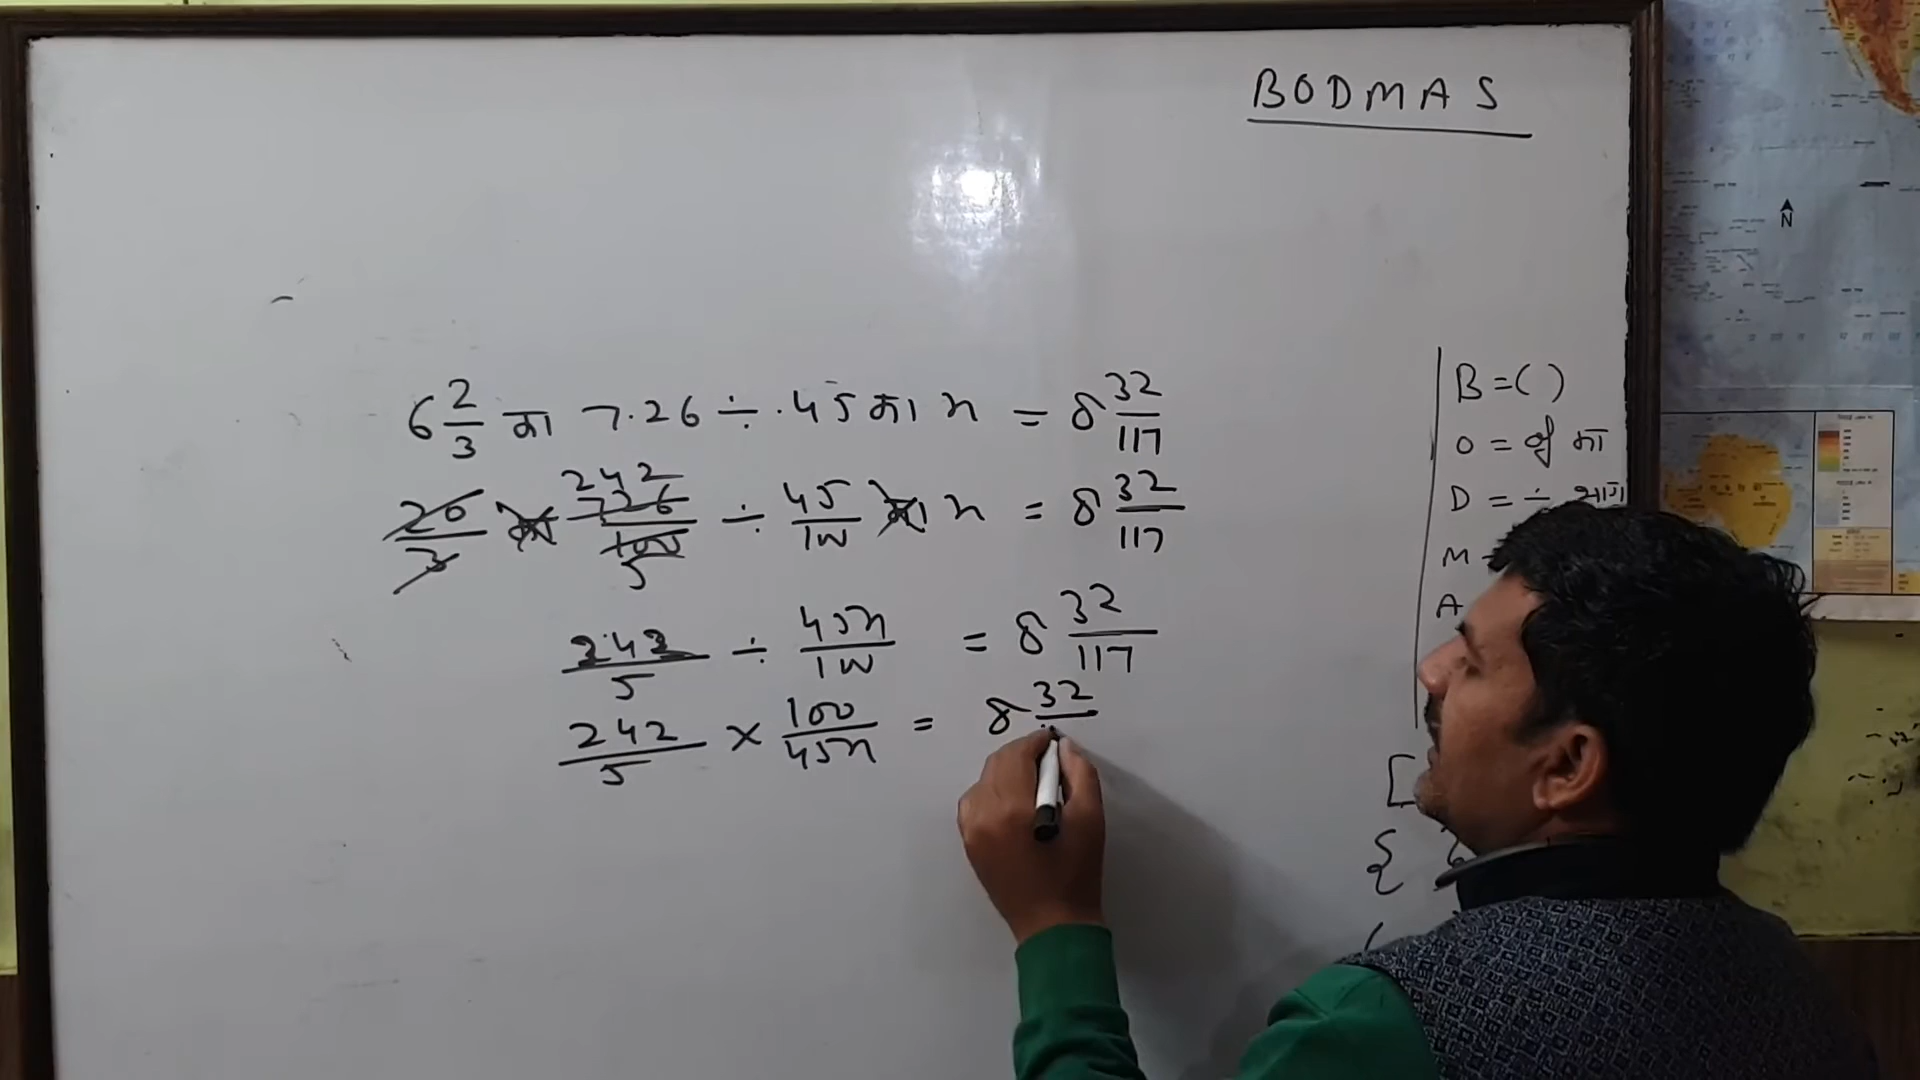 BODMAS
6 2/3 का 7.26 ÷ .45 का x = 8 32/117
20/3 का 242 726/100 5 ÷ 45/100 का x = 8 32/117
242/5 ÷ 45x/100 = 8 32/117
242/5 × 100/45x = 8 32/
B = ( )
O = of का
D = ÷ भाग
M =
A
[
{
(
N